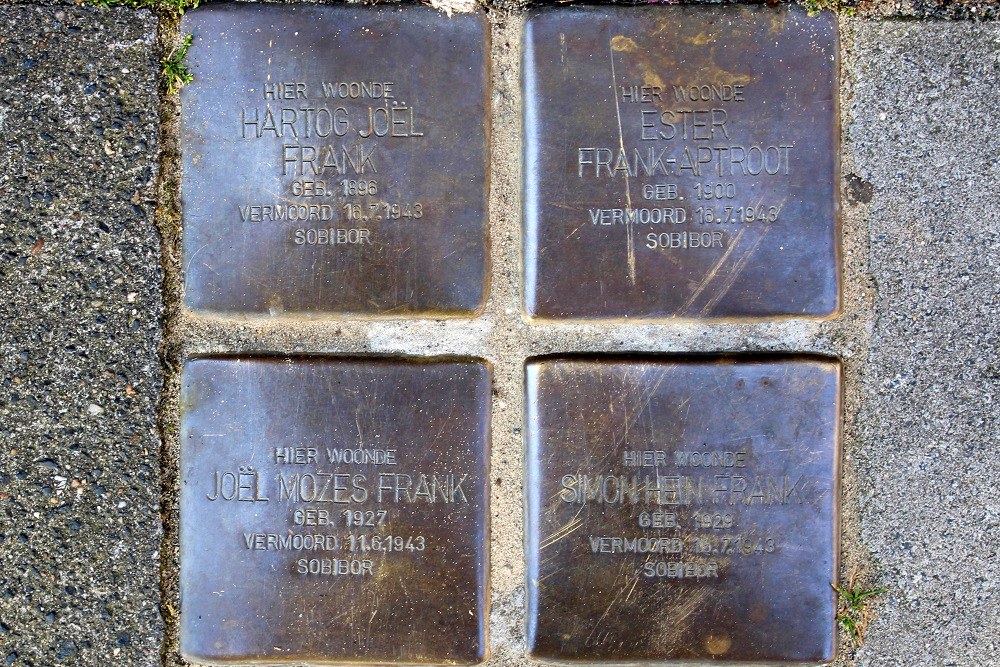 HIER WOONDE
HARTOG JOËL
FRANK
GEB. 1896
VERMOORD 16.7.1943
SOBIBOR
HIER WOONDE
ESTER
FRANK-APTROOT
GEB. 1900
VERMOORD 16.7.1943
SOBIBOR
HIER WOONDE
JOËL MOZES FRANK
GEB. 1927
VERMOORD 11.6.1943
SOBIBOR
HIER WOONDE
SIMON HEIN FRANK
GEB. 1929
VERMOORD 16.7.1943
SOBIBOR